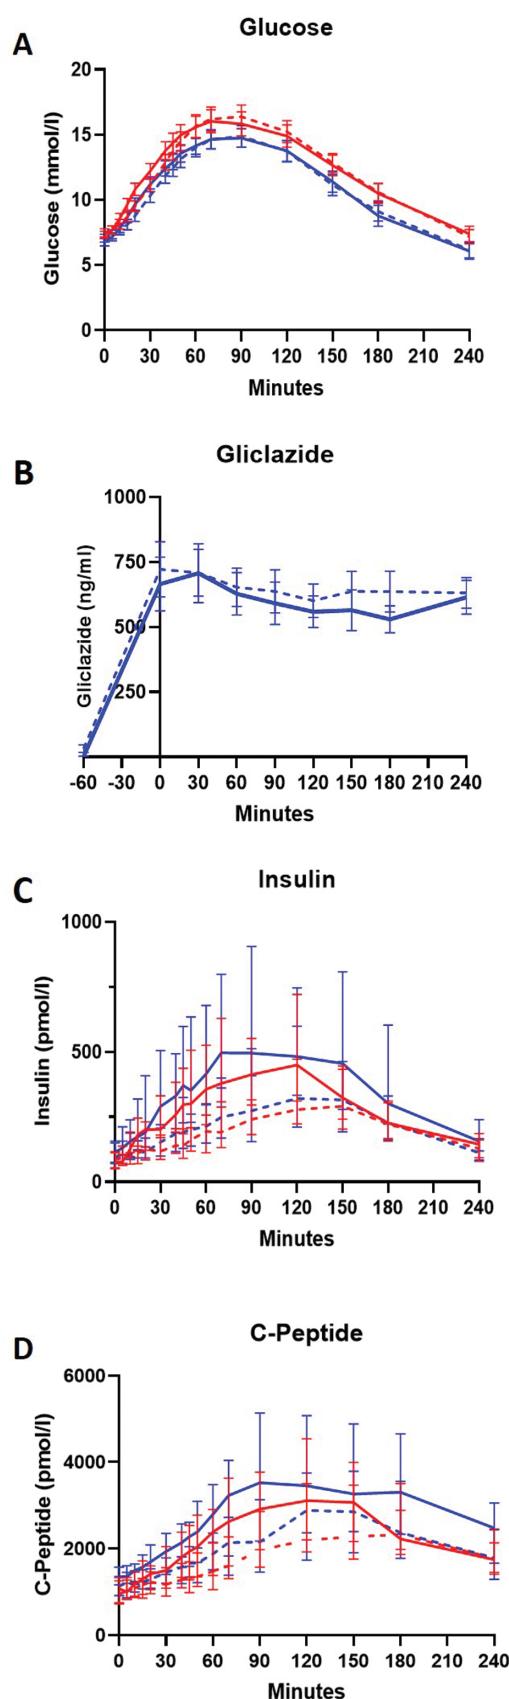 A
Glucose
Glucose (mmol/l)
20
15
10
5
0
0 30 60 90 120 150 180 210 240
Minutes
B
Gliclazide
Gliclazide (ng/ml)
1000
750
500
250
-60 -30 0 30 60 90 120 150 180 210 240
Minutes
C
Insulin
Insulin (pmol/l)
1000
500
0
0 30 60 90 120 150 180 210 240
Minutes
D
C-Peptide
C-Peptide (pmol/l)
6000
4000
2000
0
0 30 60 90 120 150 180 210 240
Minutes